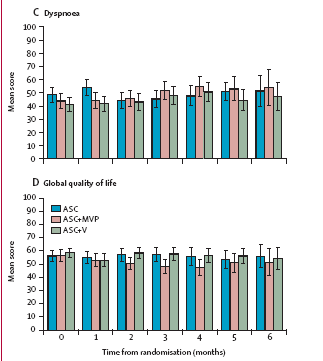 C Dyspnoea
100
90
80
70
60
50
40
30
20
10
0
Mean score
D Global quality of life
100
90
80
70
60
50
40
30
20
10
0
Mean score
ASC
ASC+MVP
ASC+V
0 1 2 3 4 5 6
Time from randomisation (months)